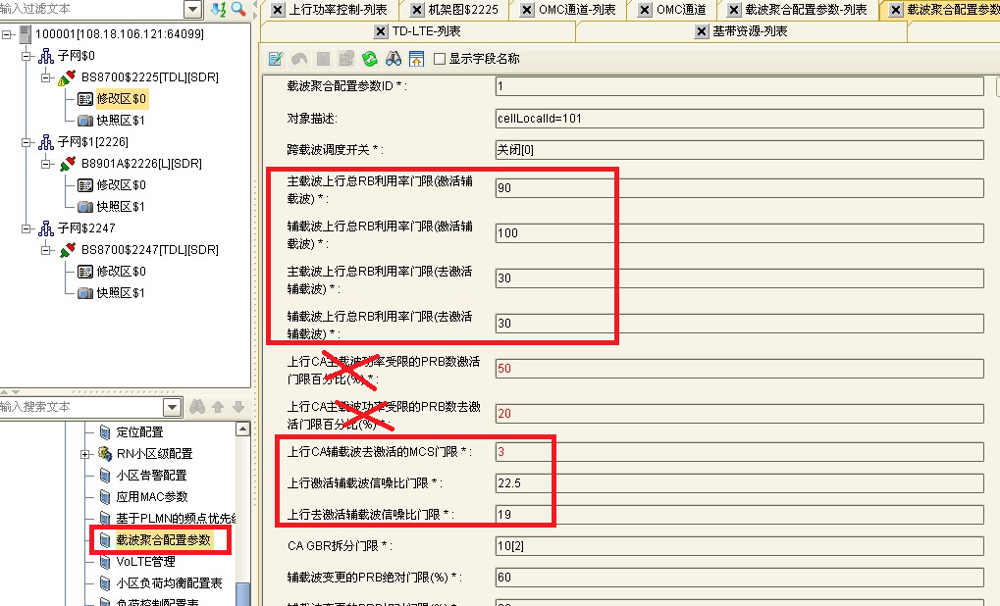 输入过滤文本
上行功率控制-列表
机架图$2225
OMC通道-列表
OMC通道
载波聚合配置参数-列表
载波聚合配置参数
TD-LTE-列表
基带资源-列表
显示字段名称
100001[108.18.106.121:64099]
子网$0
BS8700$2225[TDL][SDR]
修改区$0
快照区$1
子网$1[2226]
B8901A$2226[L][SDR]
修改区$0
快照区$1
子网$2247
BS8700$2247[TDL][SDR]
修改区$0
快照区$1
输入搜索文本
定位配置
RN小区级配置
小区告警配置
应用MAC参数
基于PLMN的频点优先级
载波聚合配置参数
VoLTE管理
小区负荷均衡配置表
负荷控制配置表
载波聚合配置参数ID * :
1
对象描述:
cellLocalId=101
跨载波调度开关 * :
关闭[0]
主载波上行总RB利用率门限(激活辅
载波) * :
90
辅载波上行总RB利用率门限(激活辅
载波) * :
100
主载波上行总RB利用率门限(去激活
辅载波) * :
30
辅载波上行总RB利用率门限(去激活
辅载波) * :
30
上行CA主载波功率受限的PRB数激活
门限百分比(%) * :
50
上行CA主载波功率受限的PRB数去激
活门限百分比(%) * :
20
上行CA辅载波去激活的MCS门限 * :
3
上行激活辅载波信噪比门限 * :
22.5
上行去激活辅载波信噪比门限 * :
19
CA GBR拆分门限 * :
10[2]
辅载波变更的PRB绝对门限(%) * :
60